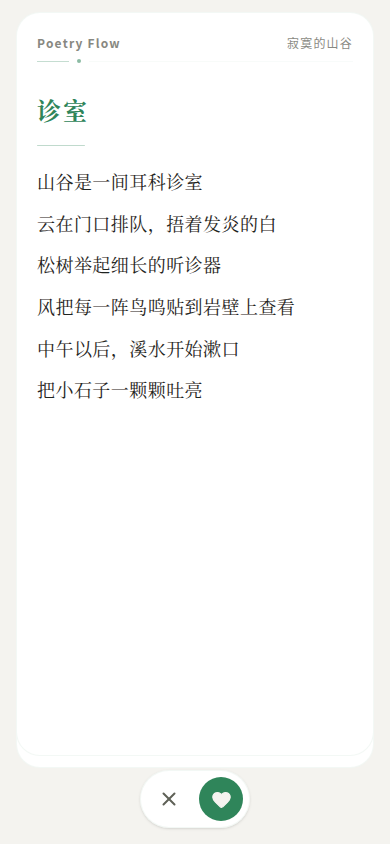 Poetry Flow
寂寞的山谷
诊室
山谷是一间耳科诊室
云在门口排队，捂着发炎的白
松树举起细长的听诊器
风把每一阵鸟鸣贴到岩壁上查看
中午以后，溪水开始漱口
把小石子一颗颗吐亮